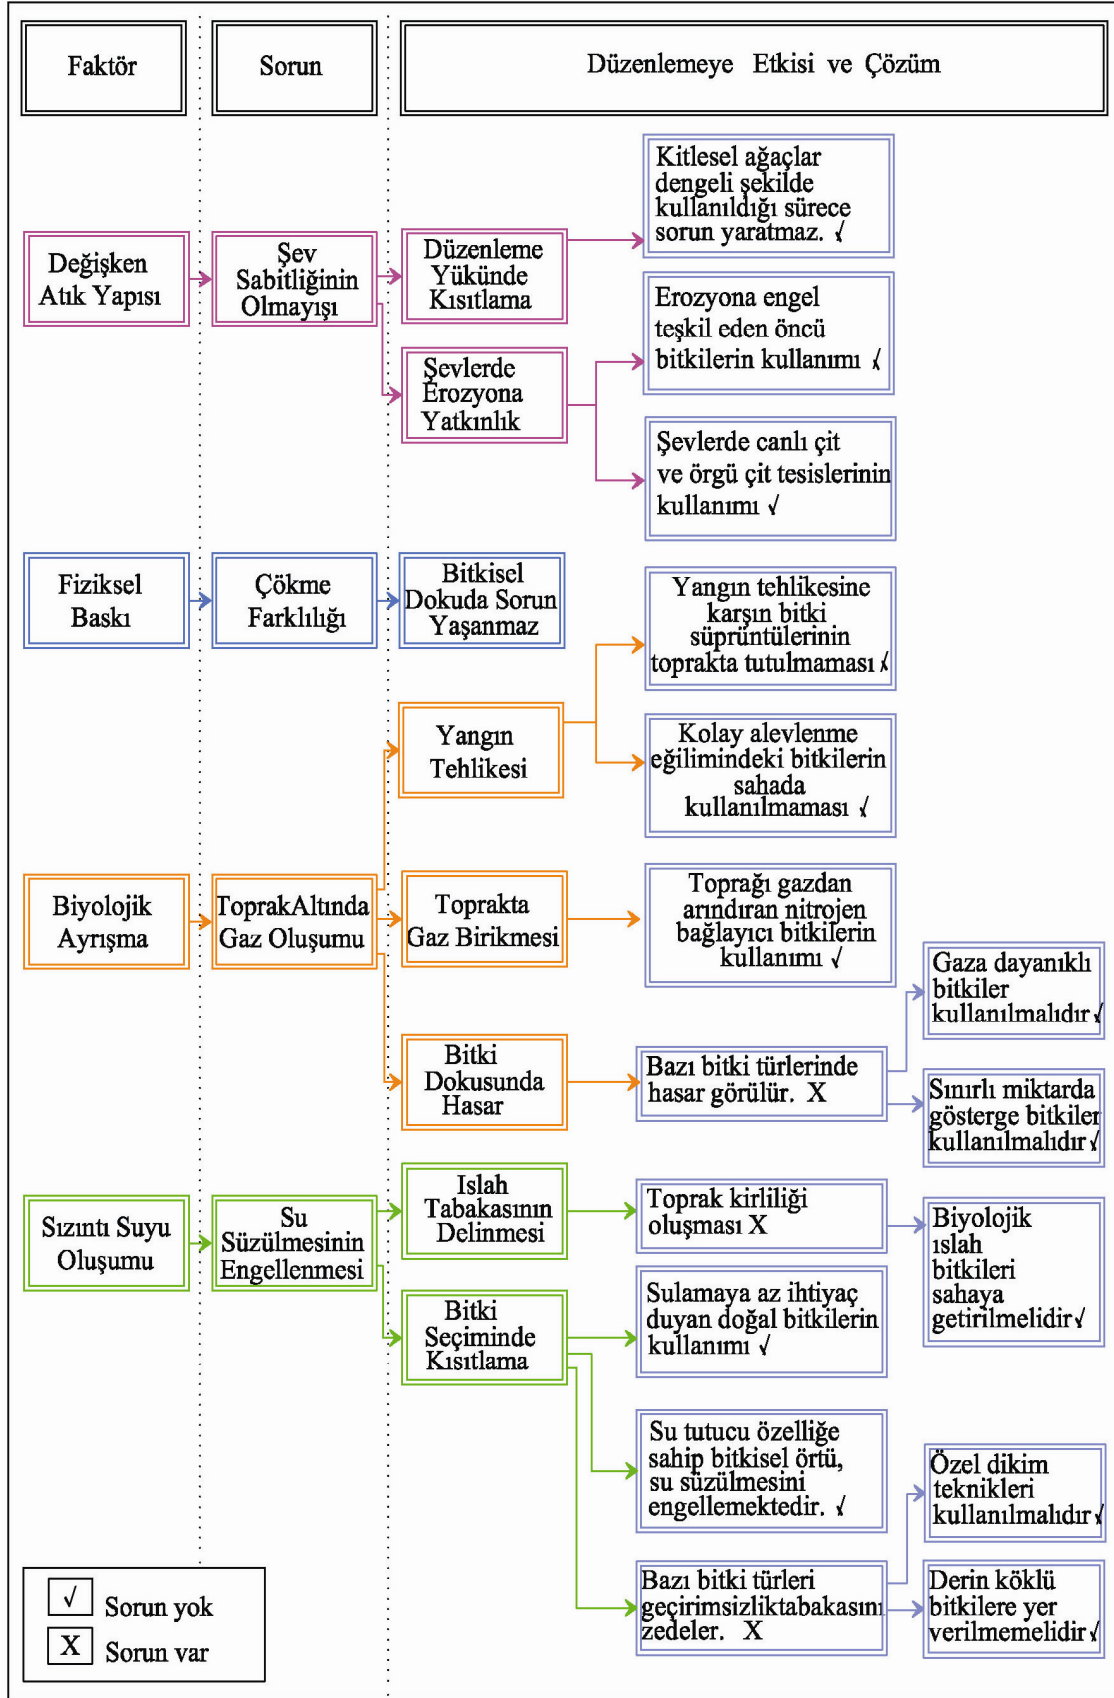 Faktör
Sorun
Düzenlemeye Etkisi ve Çözüm
Değişken
Atık Yapısı
Şev
Sabitliğinin
Olmayışı
Düzenleme
Yükünde
Kısıtlama
Kitlesel ağaçlar
dengeli şekilde
kullanıldığı sürece
sorun yaratmaz. √
Şevlerde
Erozyona
Yatkınlık
Erozyona engel
teşkil eden öncü
bitkilerin kullanımı √
Şevlerde canlı çit
ve örgü çit tesislerinin
kullanımı √
Fiziksel
Baskı
Çökme
Farklılığı
Bitkisel
Dokuda Sorun
Yaşanmaz
Yangın
Tehlikesi
Yangın tehlikesine
karşın bitki
süprüntülerinin
toprakta tutulmaması √
Kolay alevlenme
eğilimindeki bitkilerin
sahada
kullanılmaması √
Biyolojik
Ayrışma
ToprakAltında
Gaz Oluşumu
Toprakta
Gaz Birikmesi
Toprağı gazdan
arındıran nitrojen
bağlayıcı bitkilerin
kullanımı √
Bitki
Dokusunda
Hasar
Bazı bitki türlerinde
hasar görülür. X
Gaza dayanıklı
bitkiler
kullanılmalıdır √
Sınırlı miktarda
gösterge bitkiler
kullanılmalıdır √
Sızıntı Suyu
Oluşumu
Su
Süzülmesinin
Engellenmesi
Islah
Tabakasının
Delinmesi
Toprak kirliliği
oluşması X
Biyolojik
ıslah
bitkileri
sahaya
getirilmelidir √
Bitki
Seçiminde
Kısıtlama
Sulamaya az ihtiyaç
duyan doğal bitkilerin
kullanımı √
Su tutucu özelliğe
sahip bitkisel örtü,
su süzülmesini
engellemektedir. √
Bazı bitki türleri
geçirimsizliktabakasını
zedeler. X
Özel dikim
teknikleri
kullanılmalıdır √
Derin köklü
bitkilere yer
verilmemelidir √
√ Sorun yok
X Sorun var